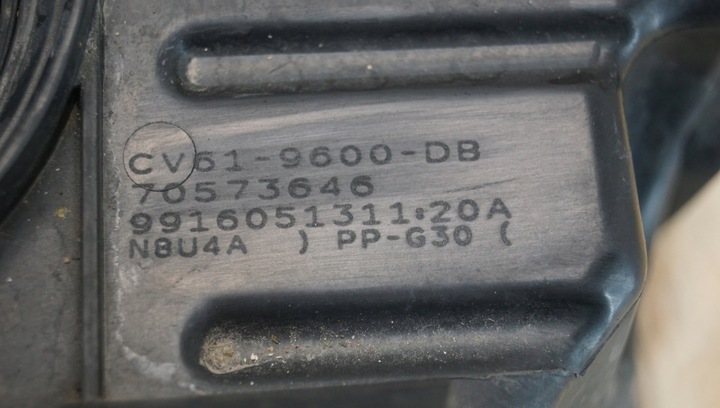 CV61-9600-DB
70573646
9916051311:20A
N8U4A ) PP-G30 (